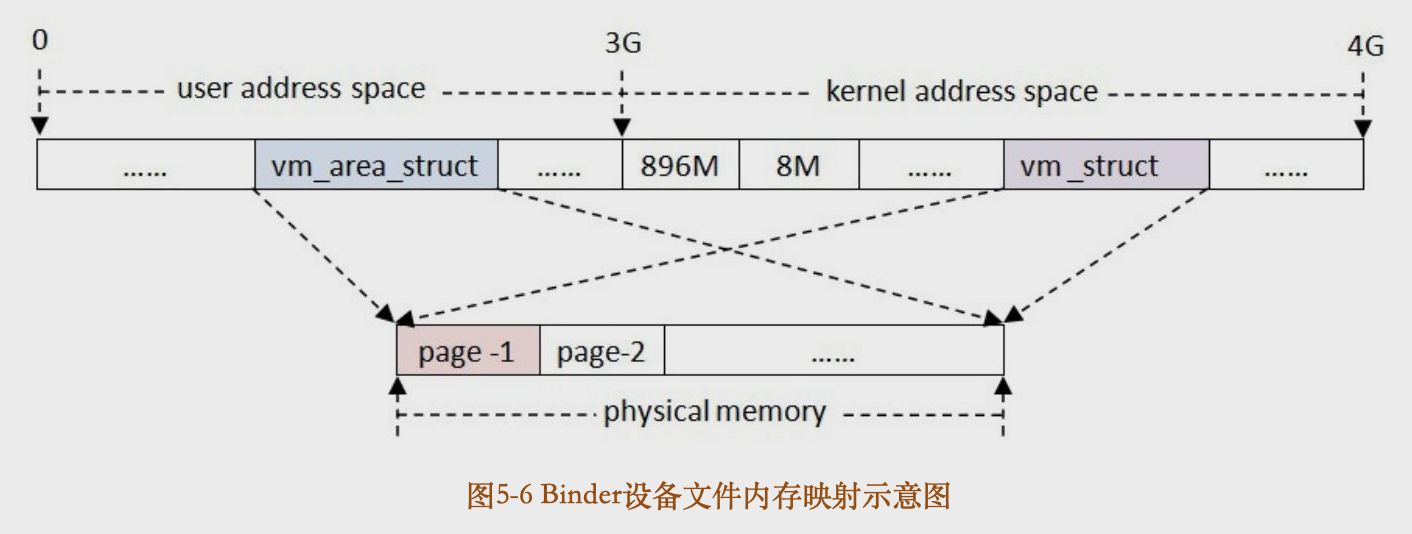 0 3G 4G
user address space kernel address space
...... vm_area_struct ...... 896M 8M ...... vm _struct ......
page -1 page-2 ......
physical memory
图5-6 Binder设备文件内存映射示意图